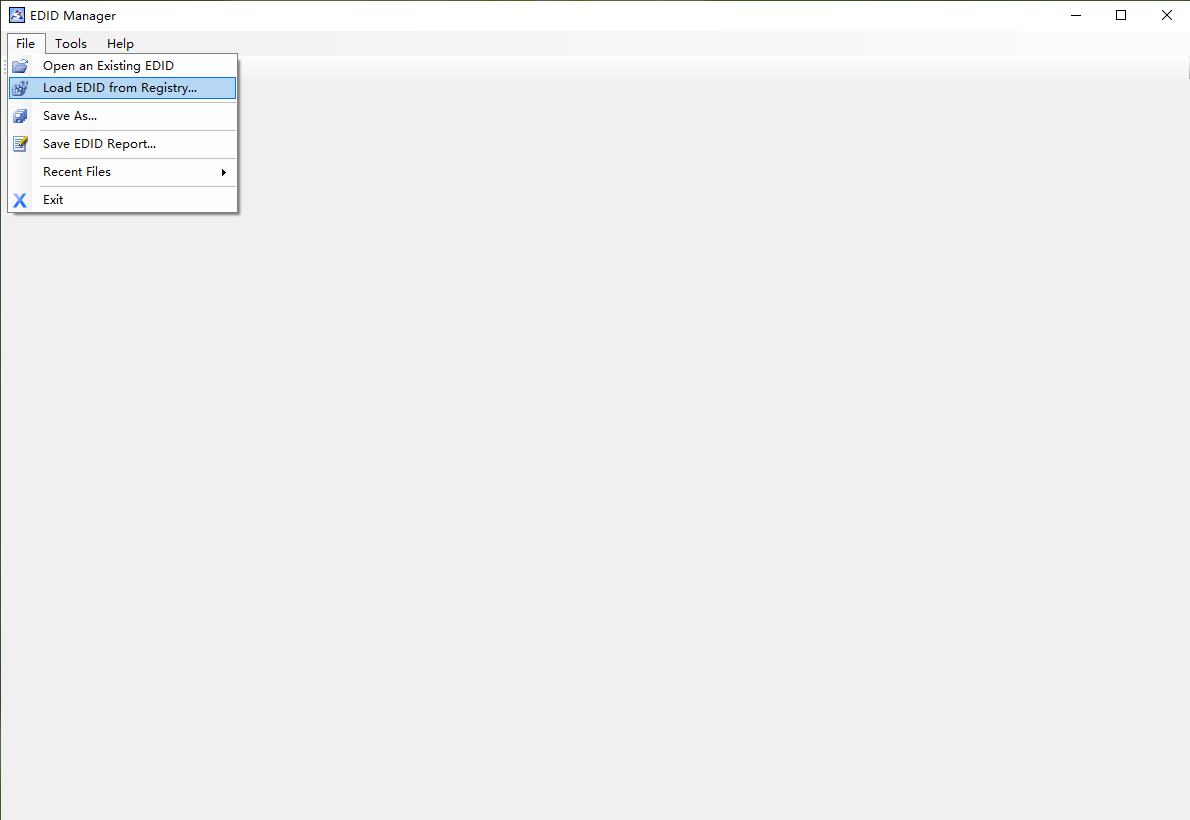 EDID Manager
File Tools Help
Open an Existing EDID
Load EDID from Registry...
Save As...
Save EDID Report...
Recent Files
Exit